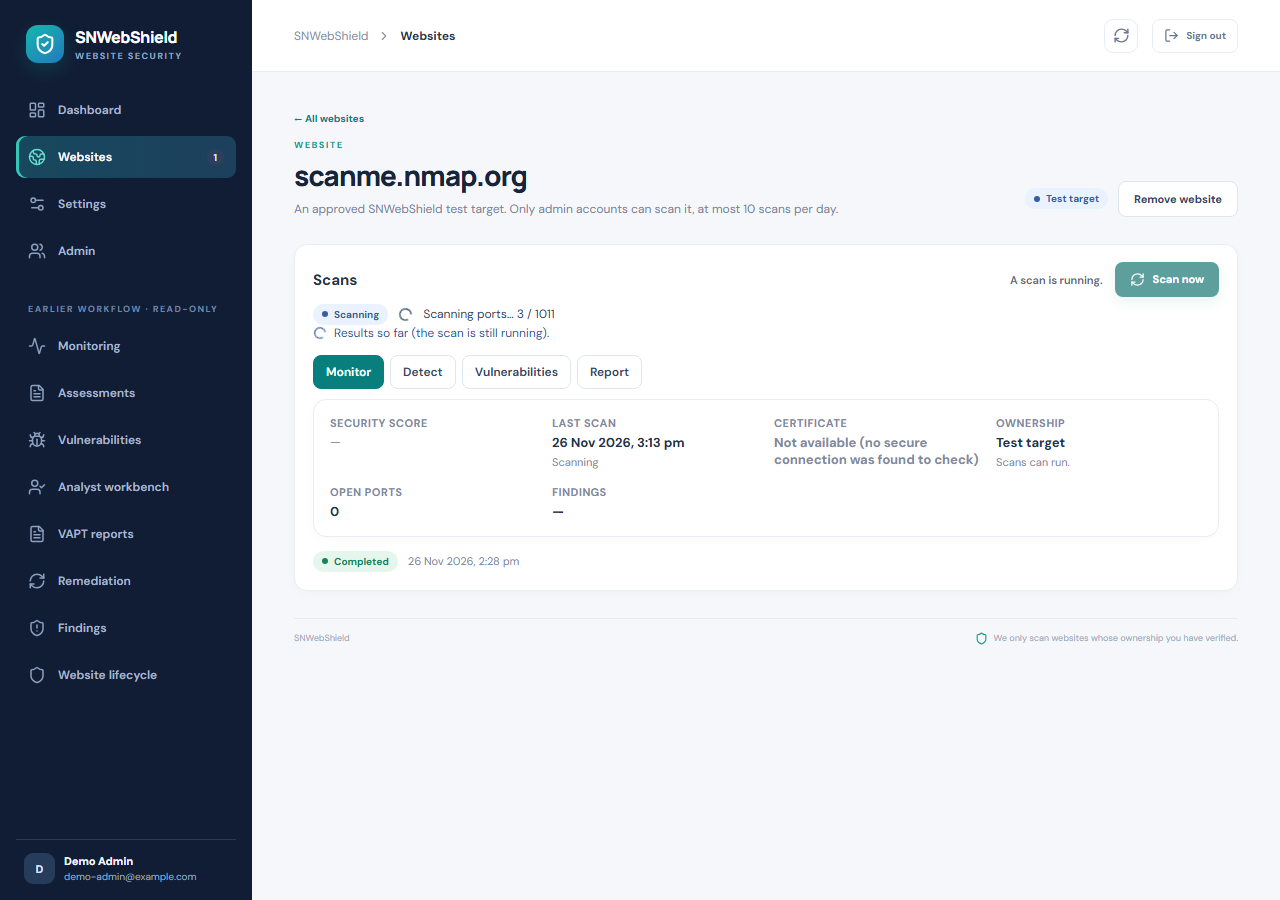 SNWebShield
WEBSITE SECURITY
Dashboard
Websites 1
Settings
Admin
EARLIER WORKFLOW · READ-ONLY
Monitoring
Assessments
Vulnerabilities
Analyst workbench
VAPT reports
Remediation
Findings
Website lifecycle
D
Demo Admin
demo-admin@example.com
SNWebShield > Websites
Sign out
← All websites
WEBSITE
scanme.nmap.org
An approved SNWebShield test target. Only admin accounts can scan it, at most 10 scans per day.
Test target
Remove website
Scans
A scan is running.
Scan now
Scanning Scanning ports... 3 / 1011
Results so far (the scan is still running).
Monitor Detect Vulnerabilities Report
SECURITY SCORE
—
LAST SCAN
26 Nov 2026, 3:13 pm
Scanning
CERTIFICATE
Not available (no secure
connection was found to check)
OWNERSHIP
Test target
Scans can run.
OPEN PORTS
0
FINDINGS
—
Completed 26 Nov 2026, 2:28 pm
SNWebShield
We only scan websites whose ownership you have verified.